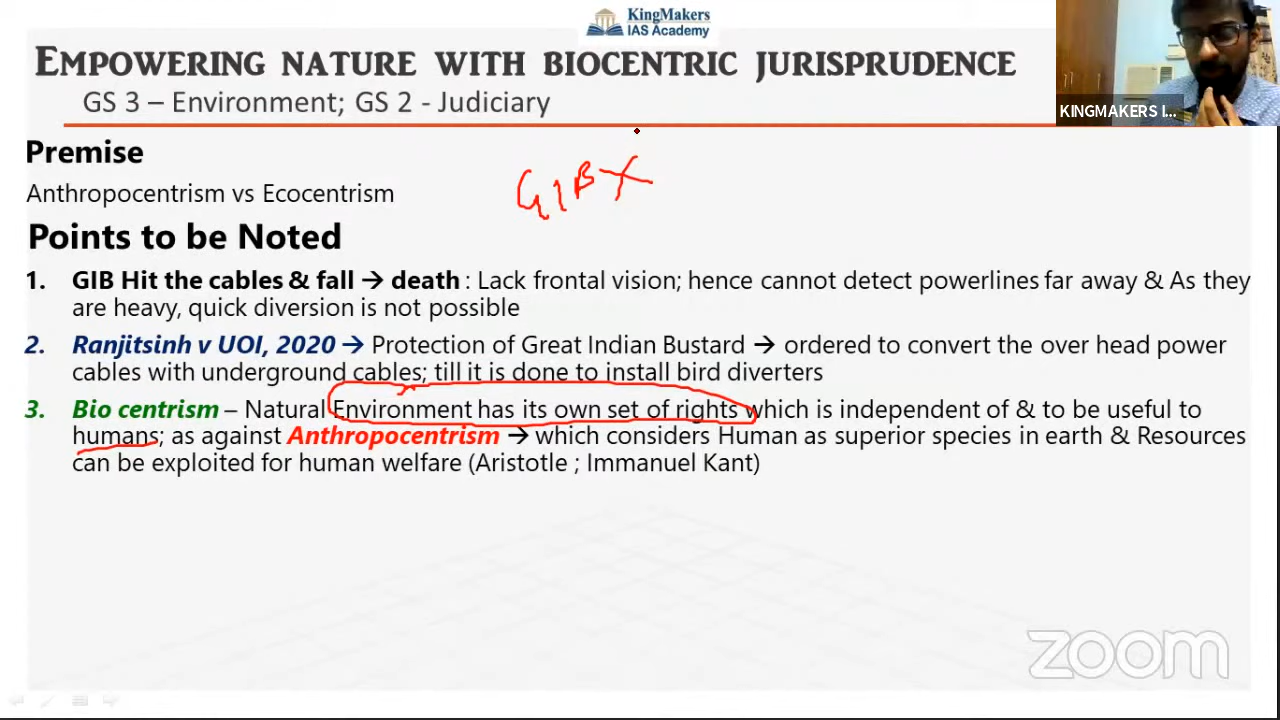 KingMakers
IAS Academy
EMPOWERING NATURE WITH BIOCENTRIC JURISPRUDENCE
GS 3 – Environment; GS 2 - Judiciary
KINGMAKERS I...
Premise
Anthropocentrism vs Ecocentrism
GIB X
Points to be Noted
1. GIB Hit the cables & fall → death : Lack frontal vision; hence cannot detect powerlines far away & As they
are heavy, quick diversion is not possible
2. Ranjitsinh v UOI, 2020 → Protection of Great Indian Bustard → ordered to convert the over head power
cables with underground cables; till it is done to install bird diverters
3. Bio centrism – Natural Environment has its own set of rights which is independent of & to be useful to
humans; as against Anthropocentrism → which considers Human as superior species in earth & Resources
can be exploited for human welfare (Aristotle ; Immanuel Kant)
zoom